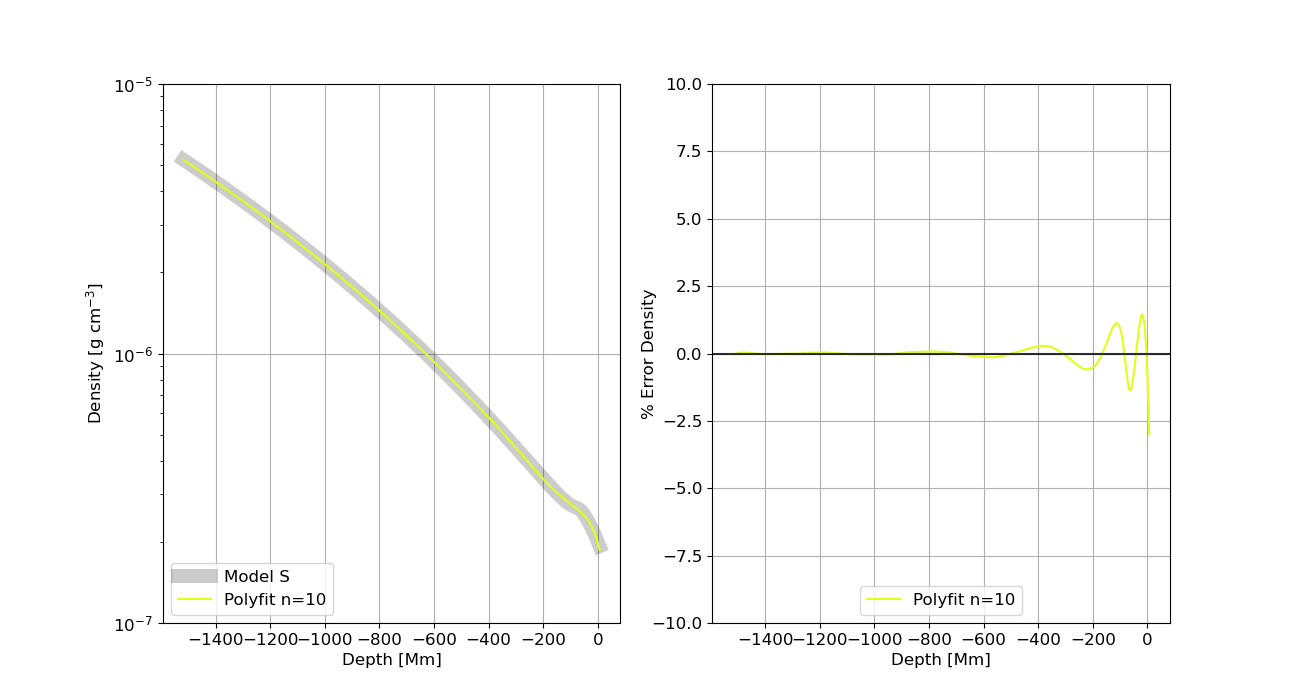 10⁻⁵
10⁻⁶
10⁻⁷
Density [g cm⁻³]
−1400 −1200 −1000 −800 −600 −400 −200 0
Depth [Mm]
Model S
Polyfit n=10
10.0
7.5
5.0
2.5
0.0
−2.5
−5.0
−7.5
−10.0
% Error Density
−1400 −1200 −1000 −800 −600 −400 −200 0
Depth [Mm]
Polyfit n=10